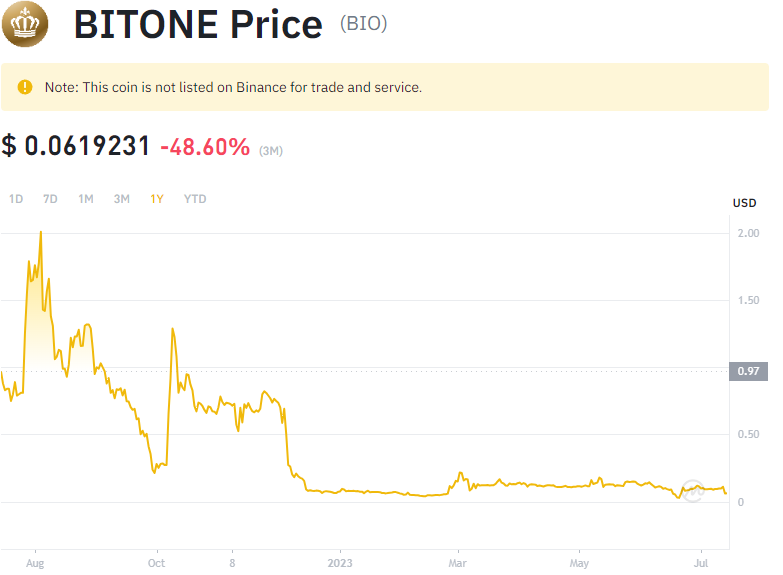 BITONE Price (BIO)
Note: This coin is not listed on Binance for trade and service.
$ 0.0619231 -48.60% (3M)
1D 7D 1M 3M 1Y YTD
USD
2.00
1.50
0.97
0.50
0
Aug Oct 8 2023 Mar May Jul